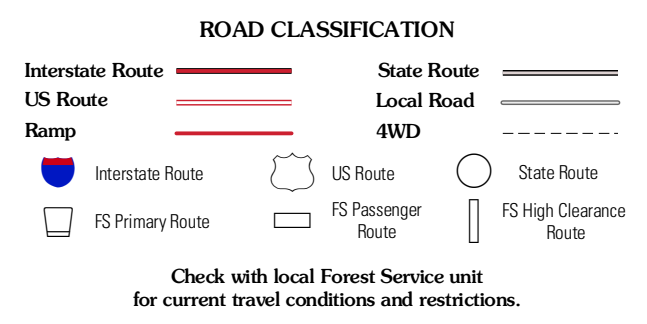 ROAD CLASSIFICATION
Interstate Route
State Route
US Route
Local Road
Ramp
4WD
Interstate Route
US Route
State Route
FS Primary Route
FS Passenger
Route
FS High Clearance
Route
Check with local Forest Service unit
for current travel conditions and restrictions.